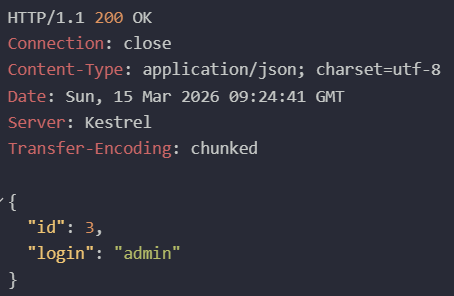 HTTP/1.1 200 OK
Connection: close
Content-Type: application/json; charset=utf-8
Date: Sun, 15 Mar 2026 09:24:41 GMT
Server: Kestrel
Transfer-Encoding: chunked

{
  "id": 3,
  "login": "admin"
}